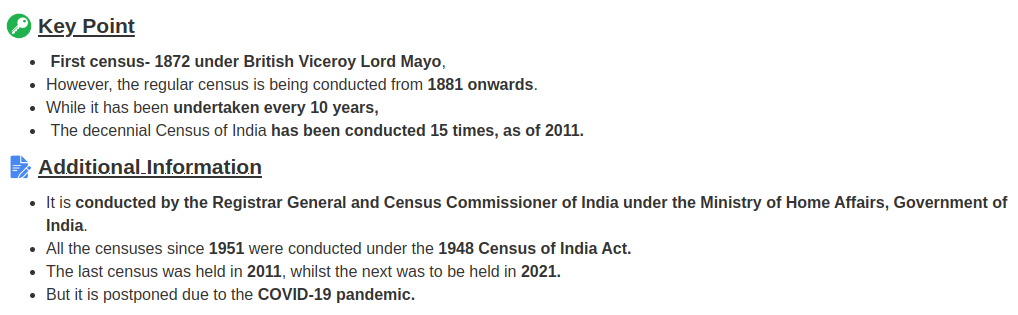 Key Point
First census- 1872 under British Viceroy Lord Mayo,
However, the regular census is being conducted from 1881 onwards.
While it has been undertaken every 10 years,
The decennial Census of India has been conducted 15 times, as of 2011.
Additional Information
It is conducted by the Registrar General and Census Commissioner of India under the Ministry of Home Affairs, Government of
India.
All the censuses since 1951 were conducted under the 1948 Census of India Act.
The last census was held in 2011, whilst the next was to be held in 2021.
But it is postponed due to the COVID-19 pandemic.